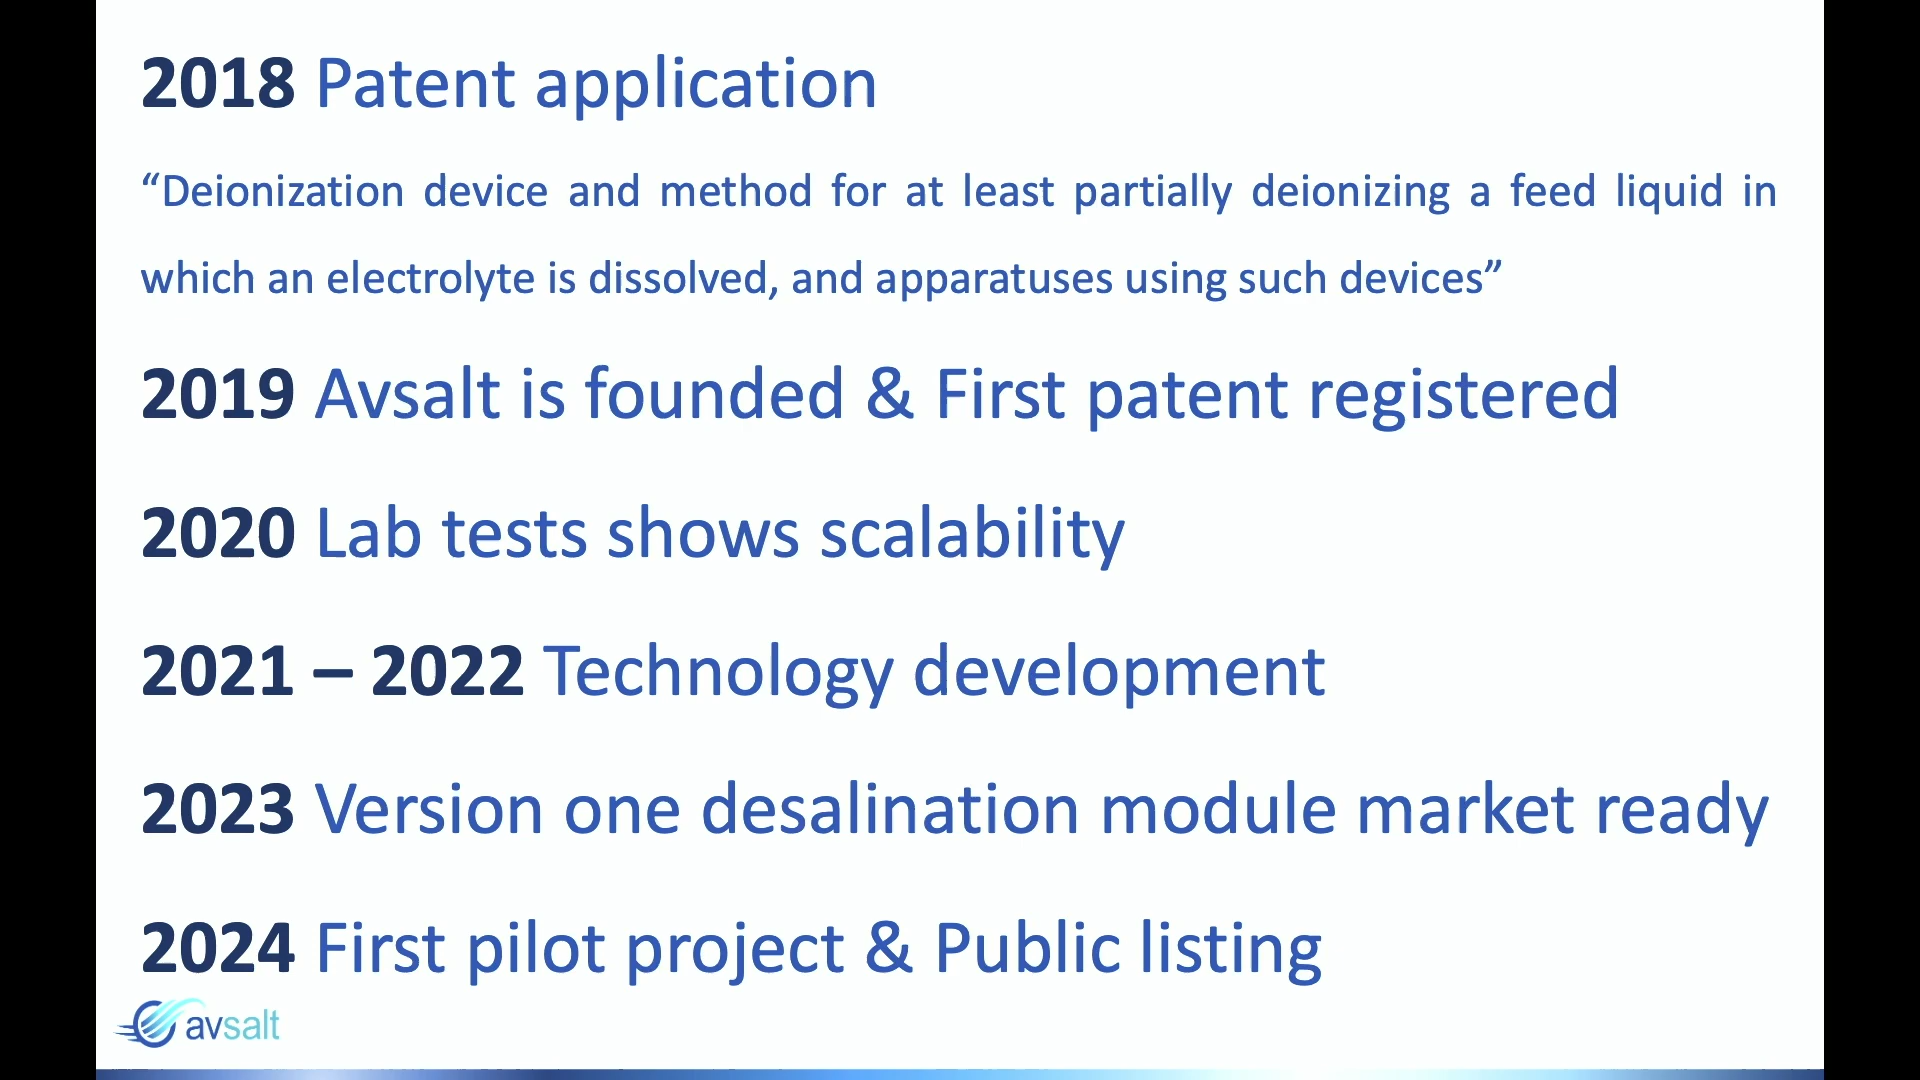 2018 Patent application
“Deionization device and method for at least partially deionizing a feed liquid in
which an electrolyte is dissolved, and apparatuses using such devices”
2019 Avsalt is founded & First patent registered
2020 Lab tests shows scalability
2021 – 2022 Technology development
2023 Version one desalination module market ready
2024 First pilot project & Public listing
avsalt